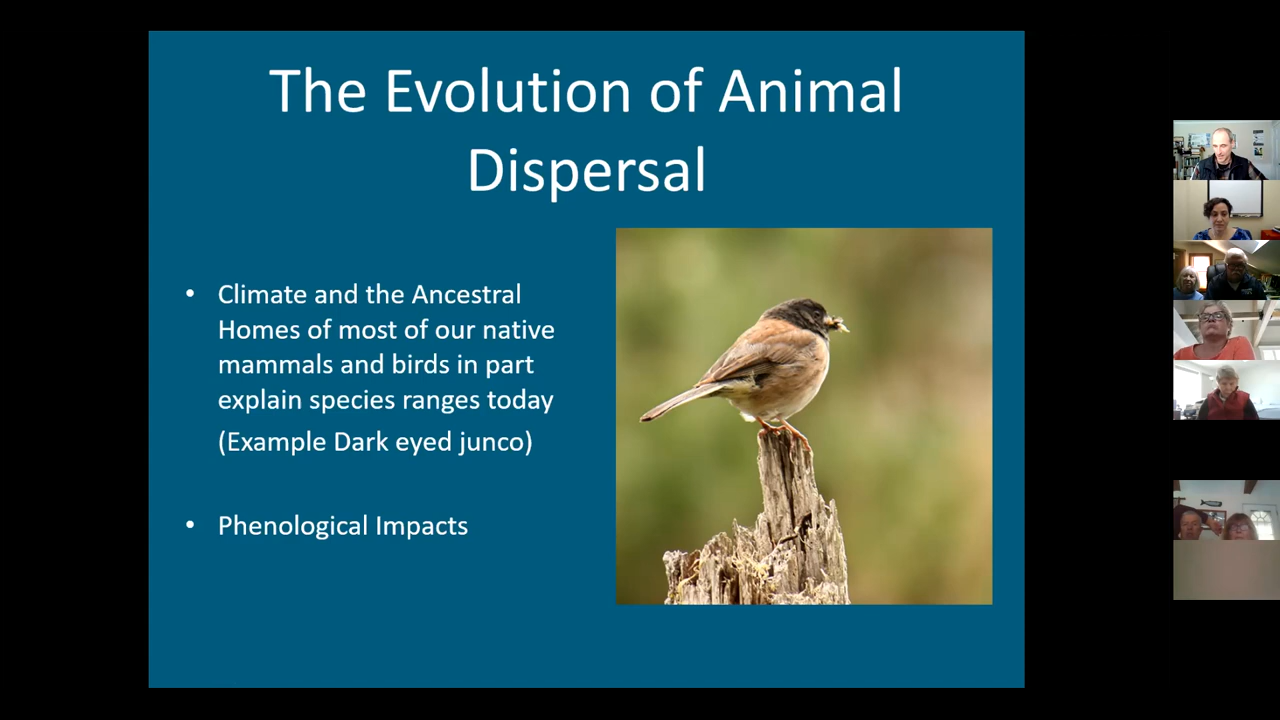 The Evolution of Animal
Dispersal
• Climate and the Ancestral
Homes of most of our native
mammals and birds in part
explain species ranges today
(Example Dark eyed junco)
• Phenological Impacts